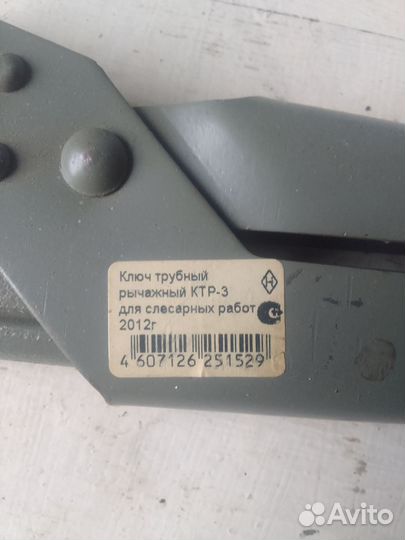 Ключ трубный
рычажный КТР-3
для слесарных работ
2012г
4 607126 251529
Avito